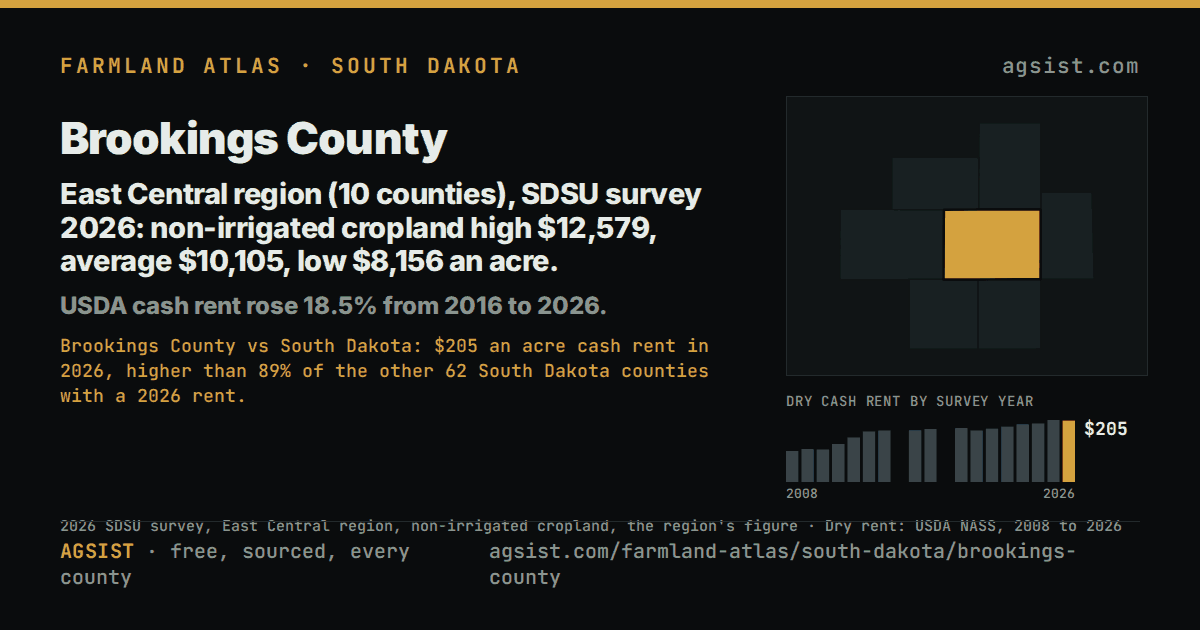 FARMLAND ATLAS · SOUTH DAKOTA
agsist.com
Brookings County
East Central region (10 counties), SDSU survey
2026: non-irrigated cropland high $12,579,
average $10,105, low $8,156 an acre.
USDA cash rent rose 18.5% from 2016 to 2026.
Brookings County vs South Dakota: $205 an acre cash rent in
2026, higher than 89% of the other 62 South Dakota counties
with a 2026 rent.
DRY CASH RENT BY SURVEY YEAR
$205
2008
2026
2026 SDSU survey, East Central region, non-irrigated cropland, the region's figure · Dry rent: USDA NASS, 2008 to 2026
AGSIST · free, sourced, every
county
agsist.com/farmland-atlas/south-dakota/brookings-
county